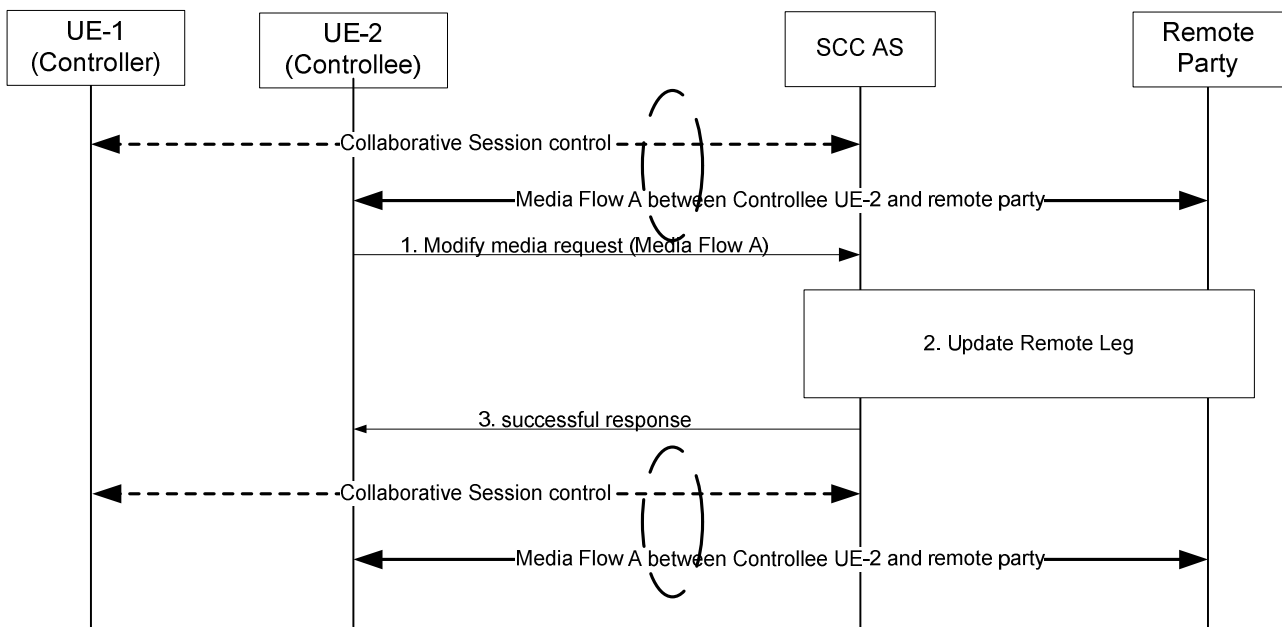 UE-1
(Controller)
UE-2
(Controllee)
SCC AS
Remote
Party
Collaborative Session control
Media Flow A between Controllee UE-2 and remote party
1. Modify media request (Media Flow A)
2. Update Remote Leg
3. successful response
Collaborative Session control
Media Flow A between Controllee UE-2 and remote party